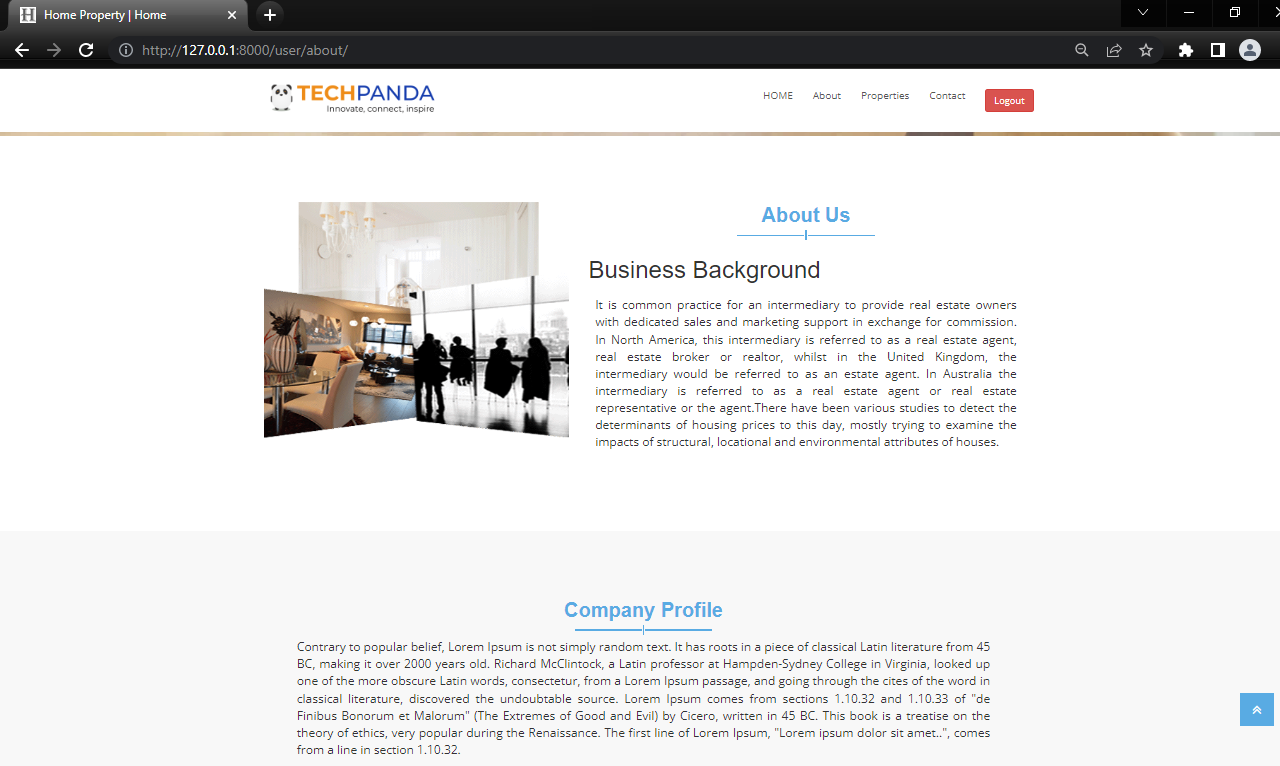 Home Property | Home
http://127.0.0.1:8000/user/about/
TECHPANDA
Innovate, connect, inspire
HOME About Properties Contact Logout
About Us
Business Background
It is common practice for an intermediary to provide real estate owners
with dedicated sales and marketing support in exchange for commission.
In North America, this intermediary is referred to as a real estate agent,
real estate broker or realtor, whilst in the United Kingdom, the
intermediary would be referred to as an estate agent. In Australia the
intermediary is referred to as a real estate agent or real estate
representative or the agent.There have been various studies to detect the
determinants of housing prices to this day, mostly trying to examine the
impacts of structural, locational and environmental attributes of houses.
Company Profile
Contrary to popular belief, Lorem Ipsum is not simply random text. It has roots in a piece of classical Latin literature from 45
BC, making it over 2000 years old. Richard McClintock, a Latin professor at Hampden-Sydney College in Virginia, looked up
one of the more obscure Latin words, consectetur, from a Lorem Ipsum passage, and going through the cites of the word in
classical literature, discovered the undoubtable source. Lorem Ipsum comes from sections 1.10.32 and 1.10.33 of "de
Finibus Bonorum et Malorum" (The Extremes of Good and Evil) by Cicero, written in 45 BC. This book is a treatise on the
theory of ethics, very popular during the Renaissance. The first line of Lorem Ipsum, "Lorem ipsum dolor sit amet..", comes
from a line in section 1.10.32.